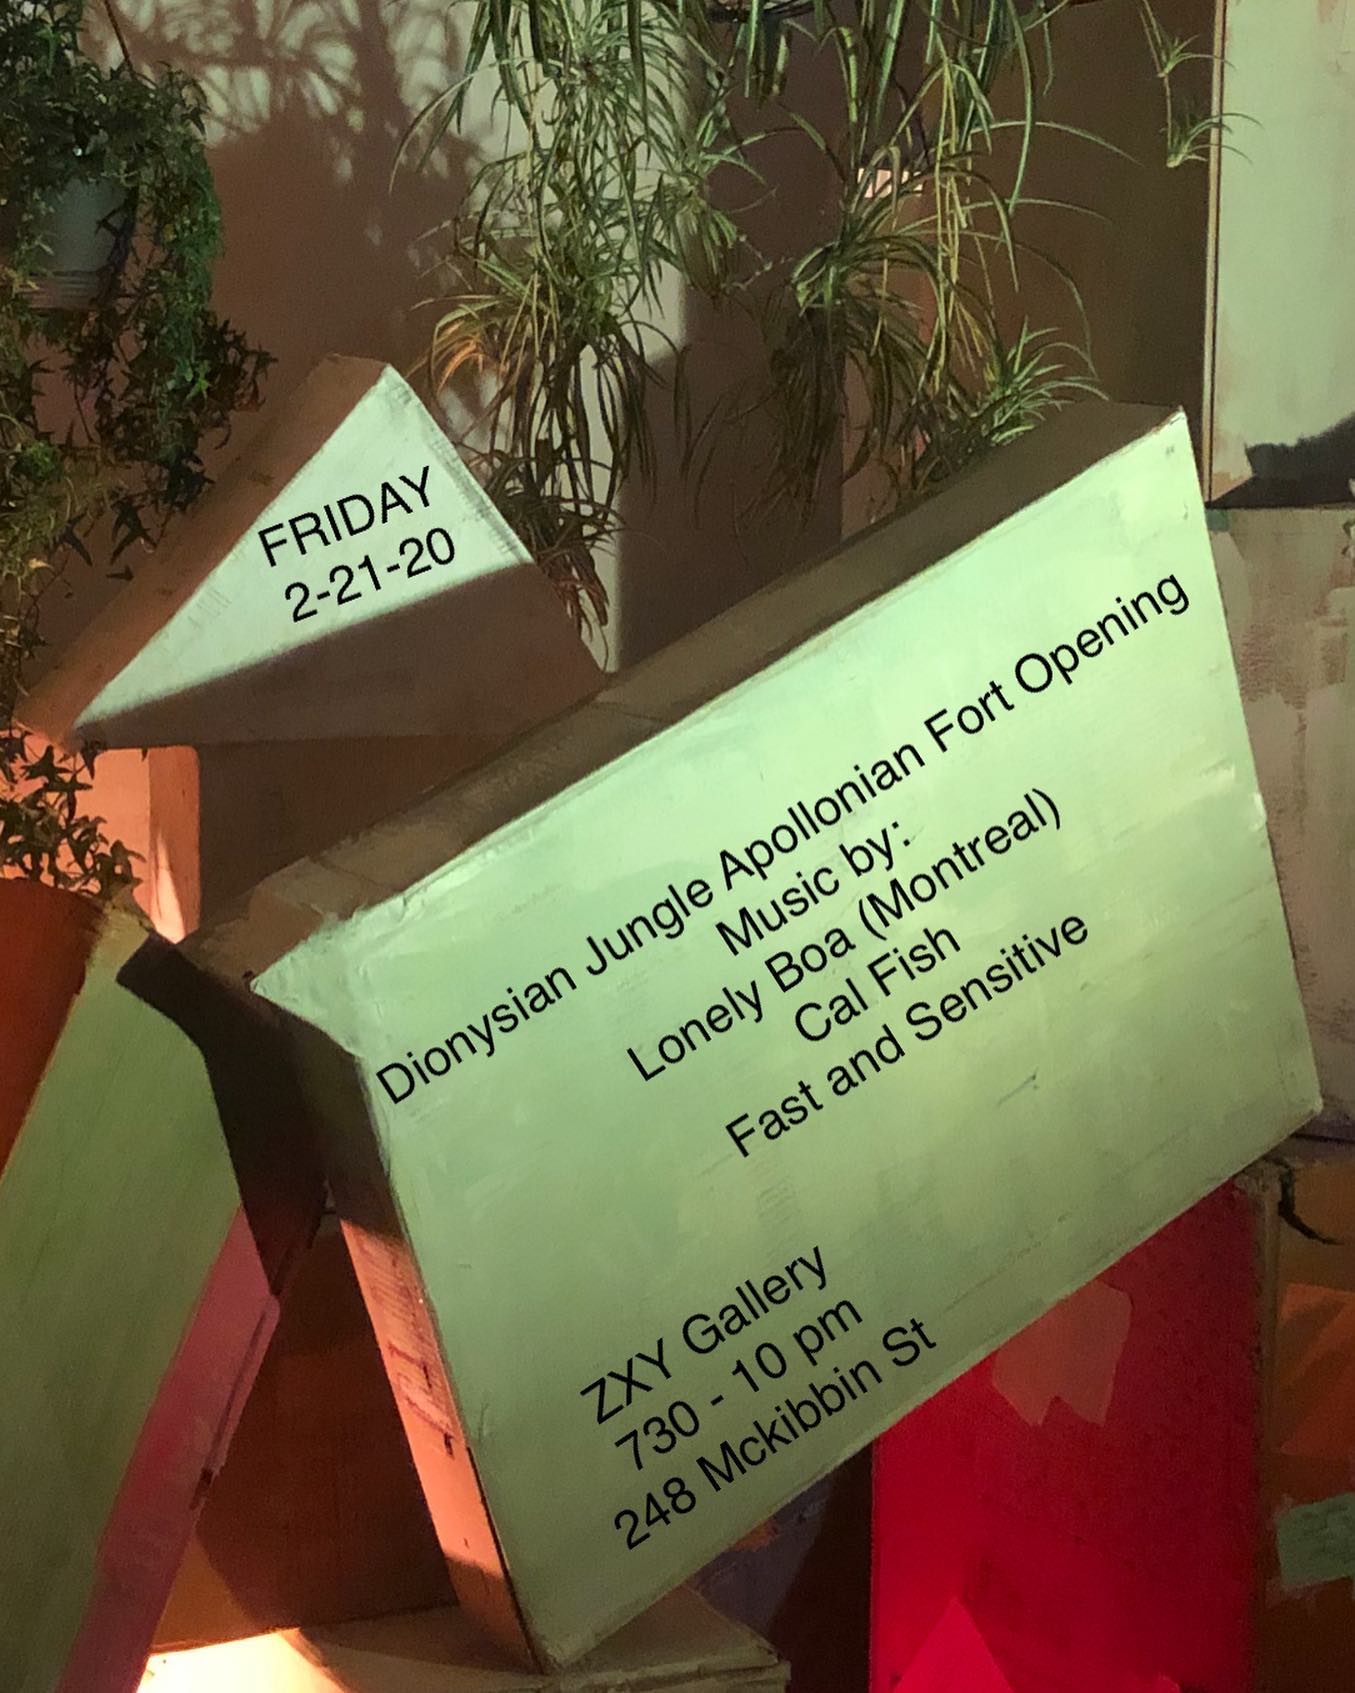 FRIDAY
2-21-20
Dionysian Jungle Apollonian Fort Opening
Music by:
Lonely Boa (Montreal)
Cal Fish
Fast and Sensitive
ZXY Gallery
730 - 10 pm
248 Mckibbin St